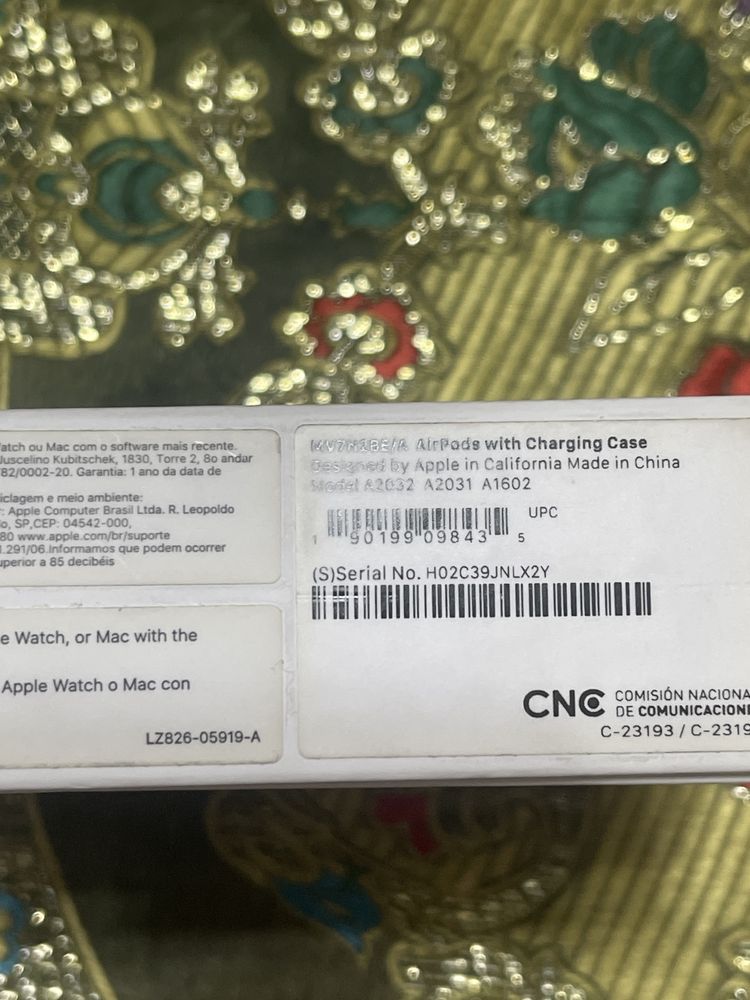 atch ou Mac com o software mais recente.
Juscelino Kubitschek, 1830, Torre 2, 8o andar
82/0002-20. Garantia: 1 ano da data de
iclagem e meio ambiente:
: Apple Computer Brasil Ltda. R. Leopoldo
lo, SP,CEP: 04542-000,
80 www.apple.com/br/suporte
1.291/06.Informamos que podem ocorrer
uperior a 85 decibéis
e Watch, or Mac with the
Apple Watch o Mac con
LZ826-05919-A
MV7N2BE/A AirPods with Charging Case
Designed by Apple in California Made in China
Model A2032 A2031 A1602
UPC
1 90199 09843 5
(S)Serial No. H02C39JNLX2Y
CNC COMISIÓN NACIONA
DE COMUNICACIONE
C-23193 / C-2319